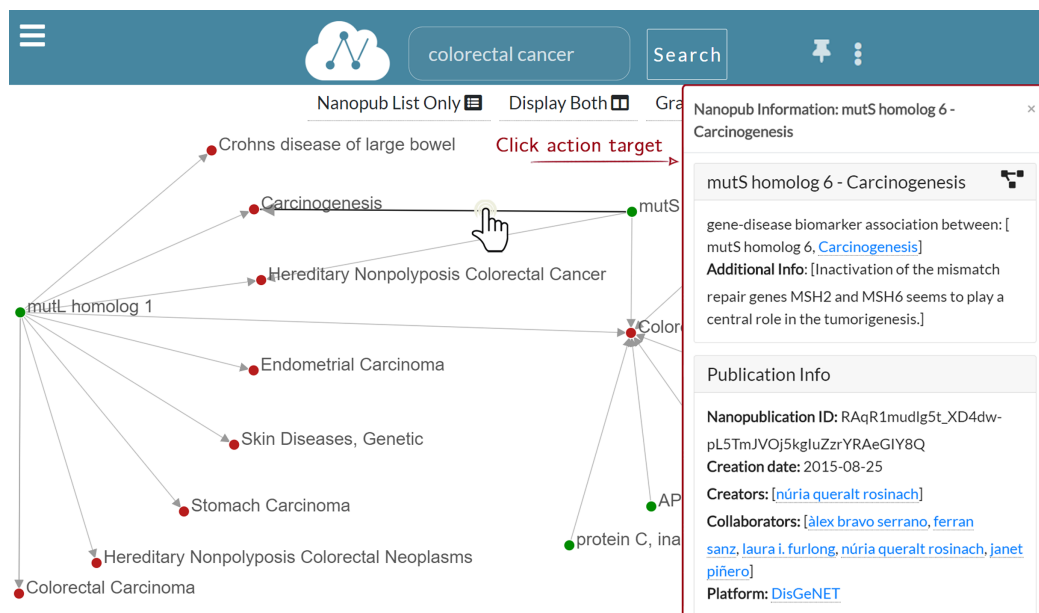 colorectal cancer
Search
Nanopub List Only
Display Both
Gra
Click action target
Crohns disease of large bowel
Carcinogenesis
mutS
Hereditary Nonpolyposis Colorectal Cancer
mutL homolog 1
Color
Endometrial Carcinoma
Skin Diseases, Genetic
Stomach Carcinoma
AP
protein C, ina
Hereditary Nonpolyposis Colorectal Neoplasms
Colorectal Carcinoma
Nanopub Information: mutS homolog 6 -
Carcinogenesis
×
mutS homolog 6 - Carcinogenesis
gene-disease biomarker association between: [
mutS homolog 6, Carcinogenesis]
Additional Info: [Inactivation of the mismatch
repair genes MSH2 and MSH6 seems to play a
central role in the tumorigenesis.]
Publication Info
Nanopublication ID: RAqR1mudlg5t_XD4dw-
pL5TmJVOj5kgIuZzrYRAeGIY8Q
Creation date: 2015-08-25
Creators: [núria queralt rosinach]
Collaborators: [àlex bravo serrano, ferran
sanz, laura i. furlong, núria queralt rosinach, janet
piñero]
Platform: DisGeNET